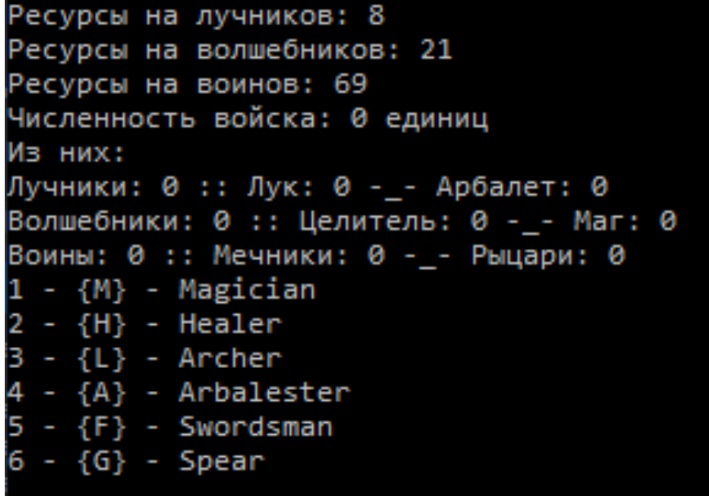 Ресурсы на лучников: 8
Ресурсы на волшебников: 21
Ресурсы на воинов: 69
Численность войска: 0 единиц
Из них:
Лучники: 0 :: Лук: 0 -_- Арбалет: 0
Волшебники: 0 :: Целитель: 0 -_- Маг: 0
Воины: 0 :: Мечники: 0 -_- Рыцари: 0
1 - {M} - Magician
2 - {H} - Healer
3 - {L} - Archer
4 - {A} - Arbalester
5 - {F} - Swordsman
6 - {G} - Spear